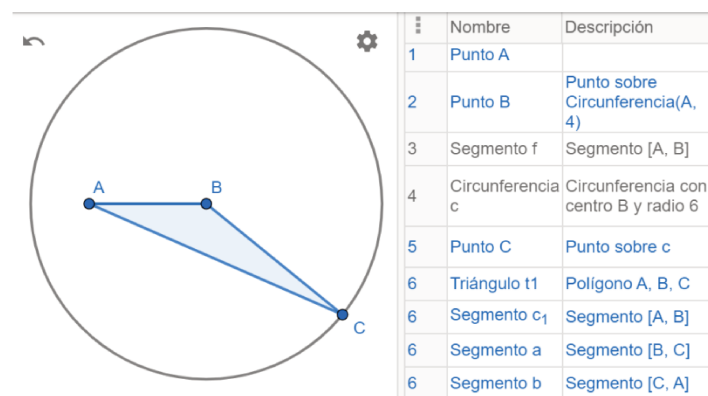 A
B
C
Nombre Descripción
1 Punto A
2 Punto B Punto sobre
Circunferencia(A,
4)
3 Segmento f Segmento [A, B]
4 Circunferencia c Circunferencia con
centro B y radio 6
5 Punto C Punto sobre c
6 Triángulo t1 Polígono A, B, C
6 Segmento c₁ Segmento [A, B]
6 Segmento a Segmento [B, C]
6 Segmento b Segmento [C, A]